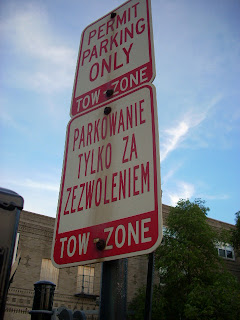 PERMIT
PARKING
ONLY
TOW ZONE
PARKOWANIE
TYLKO ZA
ZEZWOLENIEM
TOW ZONE